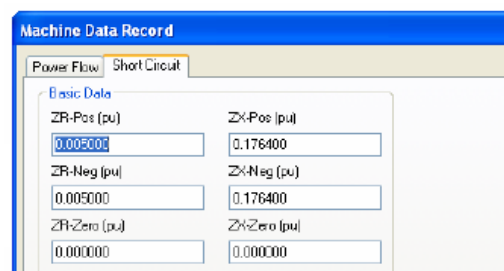 Machine Data Record
Power Flow Short Circuit
Basic Data
ZR-Pos (pu) ZX-Pos (pu)
0.005000 0.176400
ZR-Neg (pu) ZX-Neg (pu)
0.005000 0.176400
ZR-Zero (pu) ZX-Zero (pu)
0.000000 0.000000